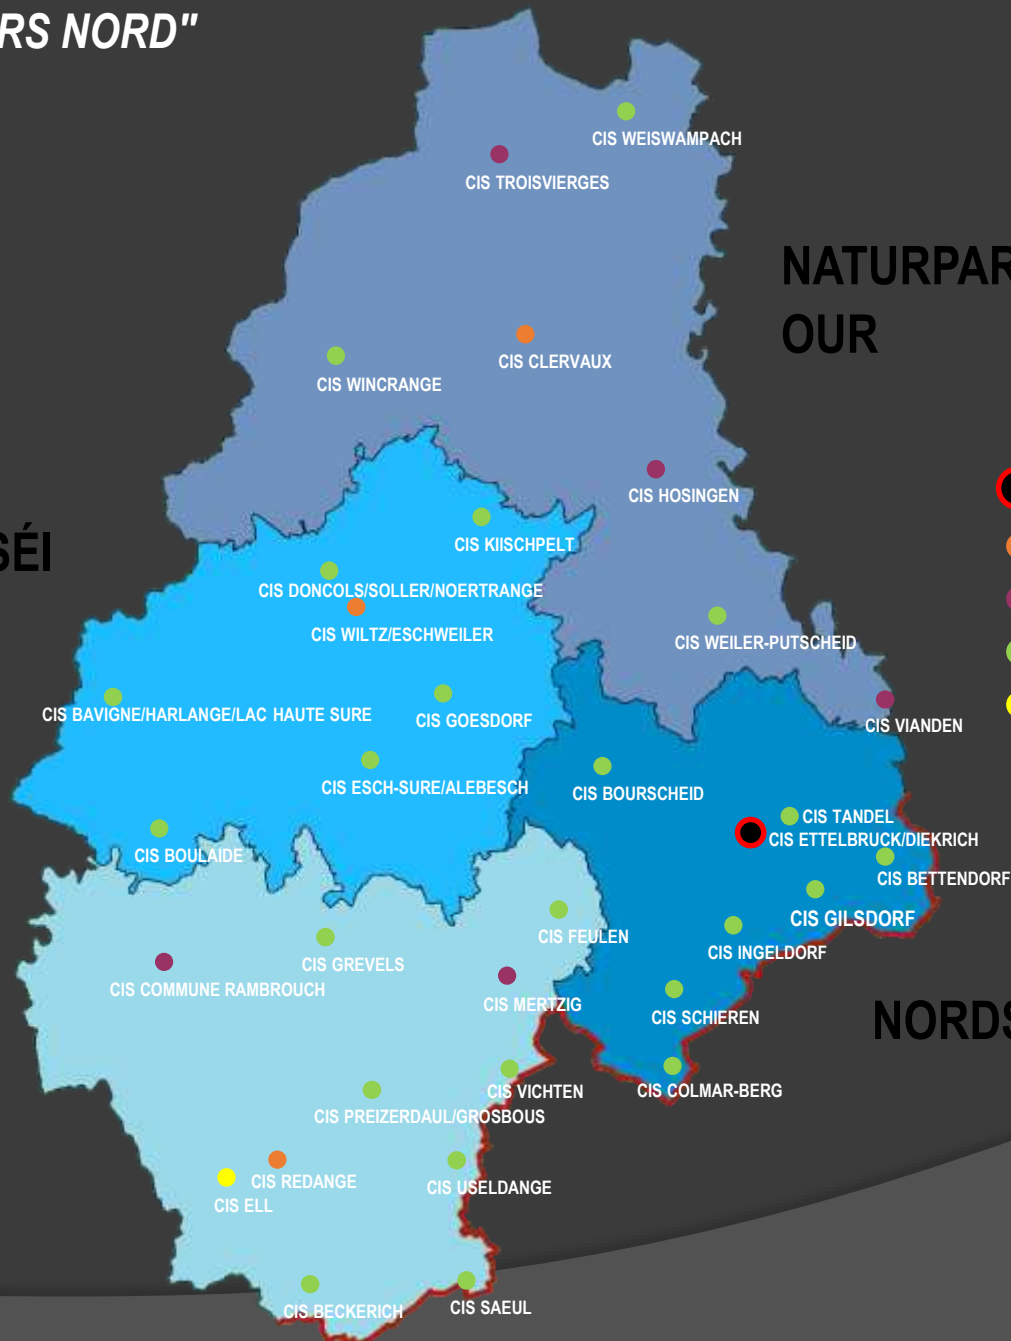 RS NORD"
CIS WEISWAMPACH
CIS TROISVIERGES
NATURPAR
OUR
CIS CLERVAUX
CIS WINCRANGE
CIS HOSINGEN
CIS KIISCHPELT
SÉI
CIS DONCOLS/SOLLER/NOERTRANGE
CIS WILTZ/ESCHWEILER
CIS WEILER-PUTSCHEID
CIS BAVIGNE/HARLANGE/LAC HAUTE SURE
CIS GOESDORF
CIS VIANDEN
CIS ESCH-SURE/ALEBESCH
CIS BOURSCHEID
CIS TANDEL
CIS ETTELBRUCK/DIEKRICH
CIS BOULAIDE
CIS BETTENDORF
CIS GILSDORF
CIS FEULEN
CIS INGELDORF
CIS GREVELS
CIS COMMUNE RAMBROUCH
CIS MERTZIG
CIS SCHIEREN
NORDS
CIS VICHTEN
CIS COLMAR-BERG
CIS PREIZERDAUL/GROSBOUS
CIS REDANGE
CIS USELDANGE
CIS ELL
CIS BECKERICH
CIS SAEUL